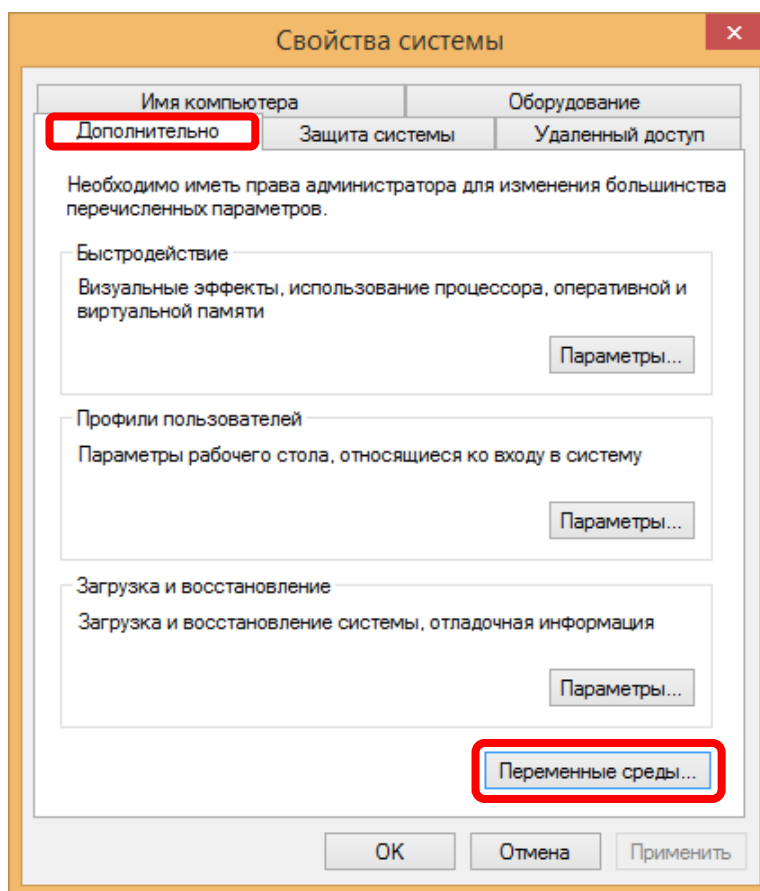 Свойства системы
Имя компьютера
Оборудование
Дополнительно
Защита системы
Удаленный доступ
Необходимо иметь права администратора для изменения большинства
перечисленных параметров.
Быстродействие
Визуальные эффекты, использование процессора, оперативной и
виртуальной памяти
Параметры...
Профили пользователей
Параметры рабочего стола, относящиеся ко входу в систему
Параметры...
Загрузка и восстановление
Загрузка и восстановление системы, отладочная информация
Параметры...
Переменные среды...
OK
Отмена
Применить